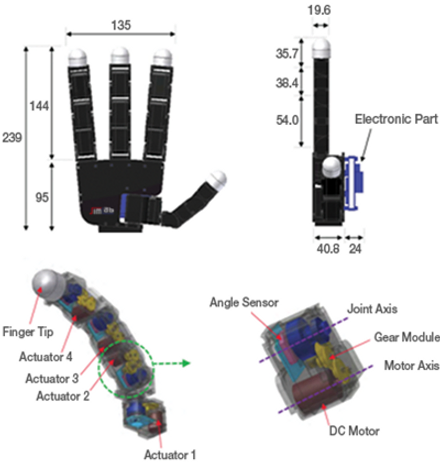 135
19.6
35.7
36.4
144
54.0
239
Electronic Part
95
40.8
24
Angle Sensor
Joint Axis
Finger Tip
Gear Module
Actuator 4
Motor Axis
Actuator 3
Actuator 2
DC Motor
Actuator 1